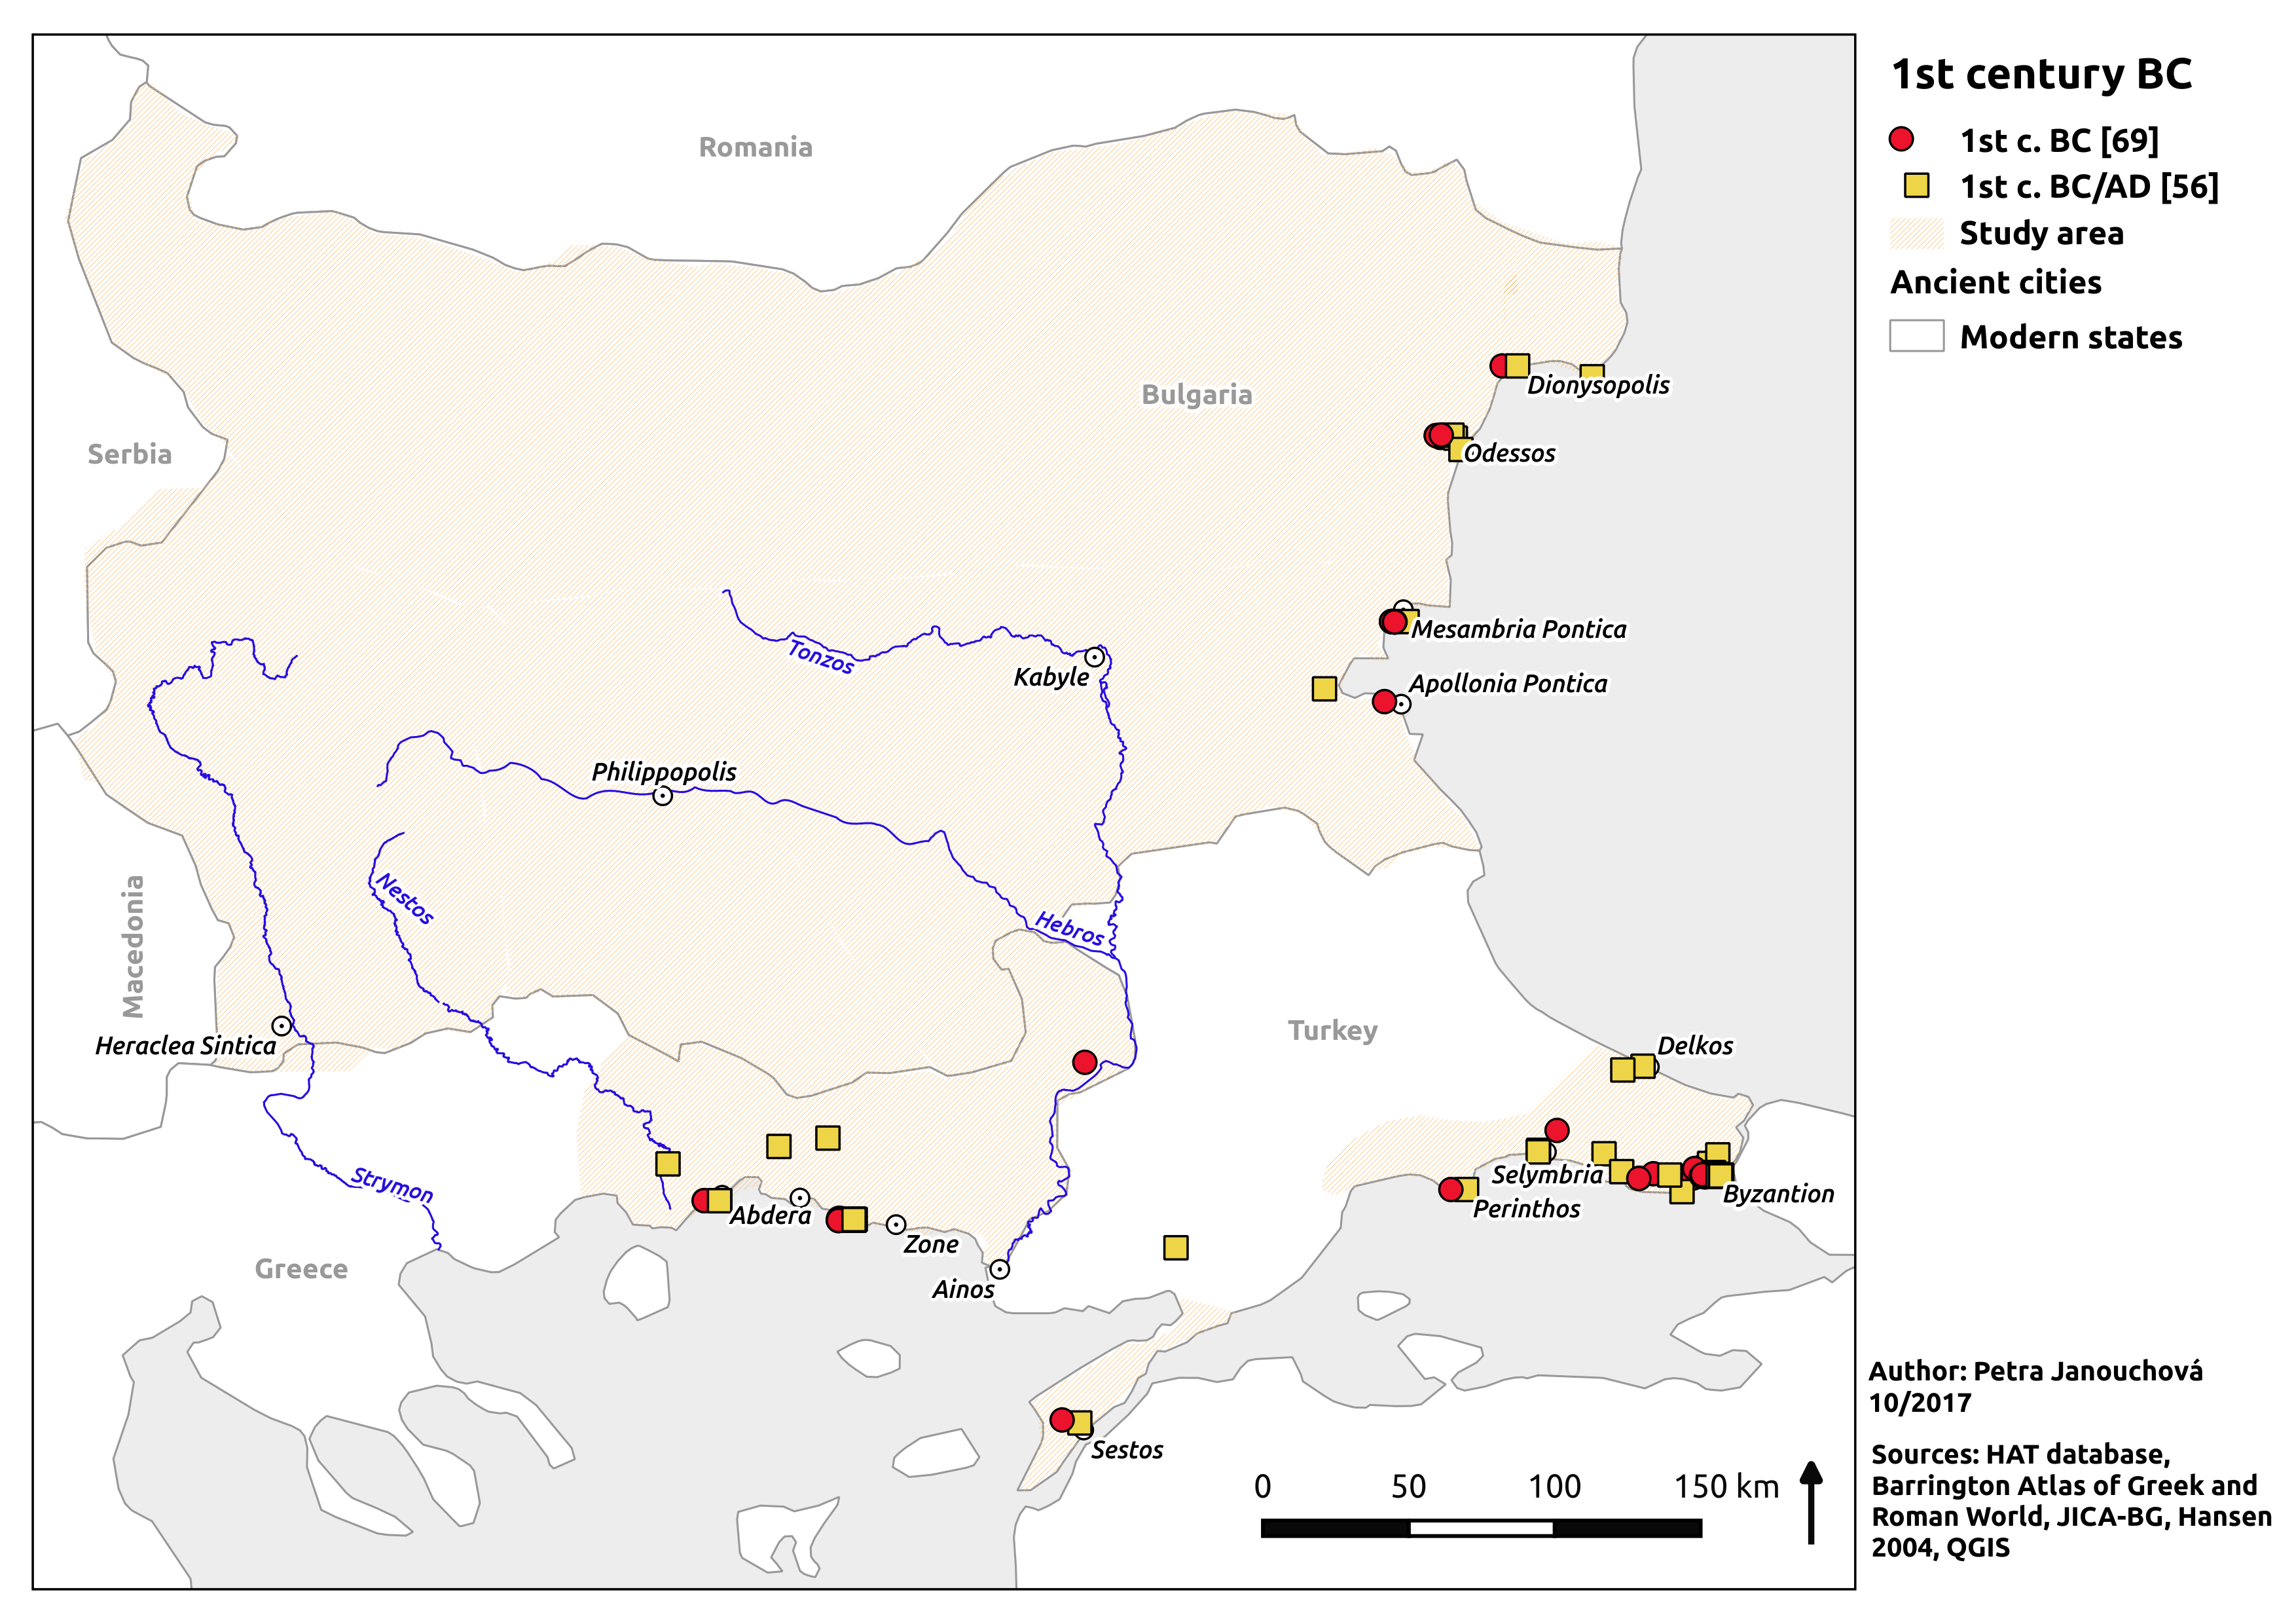 1st century BC
1st c. BC [69]
1st c. BC/AD [56]
Study area
Ancient cities
Modern states
Romania
Bulgaria
Serbia
Dionysopolis
Odessos
Mesambria Pontica
Tonzos
Kabyle
Apollonia Pontica
Philippopolis
Nestos
Hebros
Macedonia
Turkey
Heraclea Sintica
Delkos
Strymon
Selymbria
Byzantion
Abdera
Perinthos
Zone
Greece
Ainos
Sestos
0 50 100 150 km
Author: Petra Janouchová
10/2017
Sources: HAT database,
Barrington Atlas of Greek and
Roman World, JICA-BG, Hansen
2004, QGIS